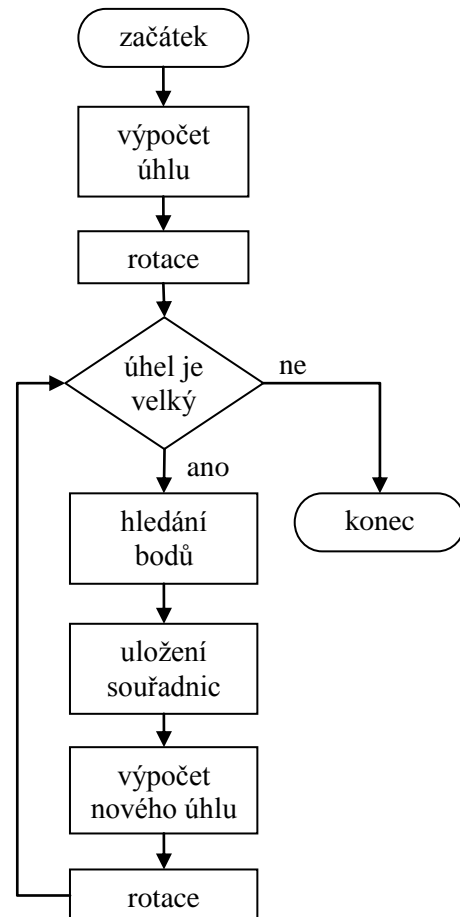 začátek
výpočet
úhlu
rotace
úhel je
velký
ne
ano
hledání
bodů
konec
uložení
souřadnic
výpočet
nového úhlu
rotace